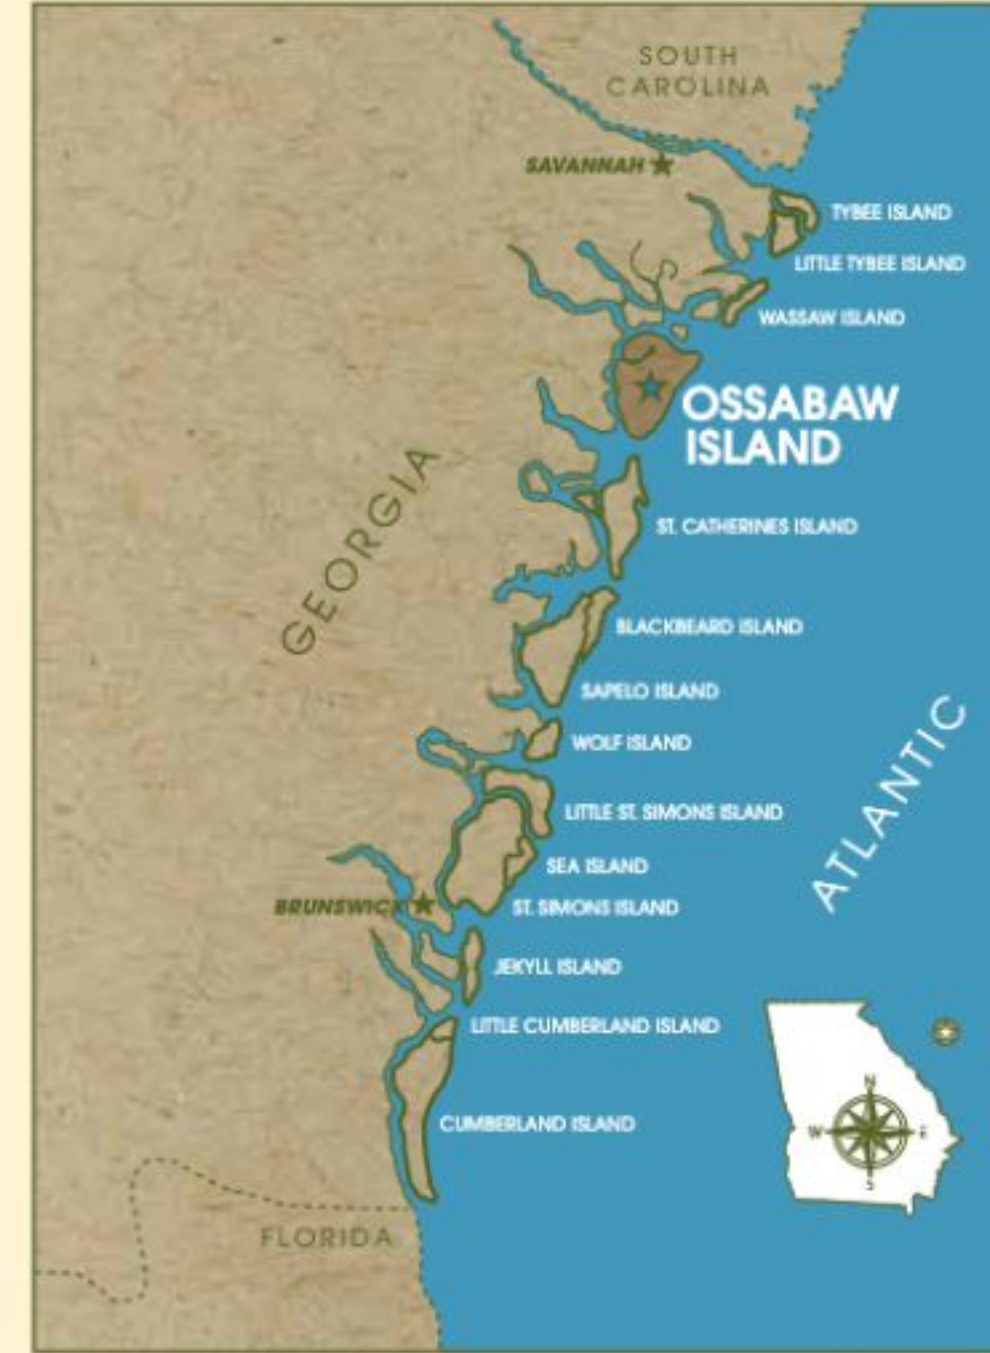 SOUTH
CAROLINA
SAVANNAH
TYBEE ISLAND
LITTLE TYBEE ISLAND
WASSAW ISLAND
OSSABAW
ISLAND
ST. CATHERINES ISLAND
GEORGIA
BLACKBEARD ISLAND
SAPELO ISLAND
WOLF ISLAND
ATLANTIC
LITTLE ST. SIMONS ISLAND
SEA ISLAND
BRUNSWICK
ST. SIMONS ISLAND
JEKYLL ISLAND
LITTLE CUMBERLAND ISLAND
N
W E
S
CUMBERLAND ISLAND
FLORIDA